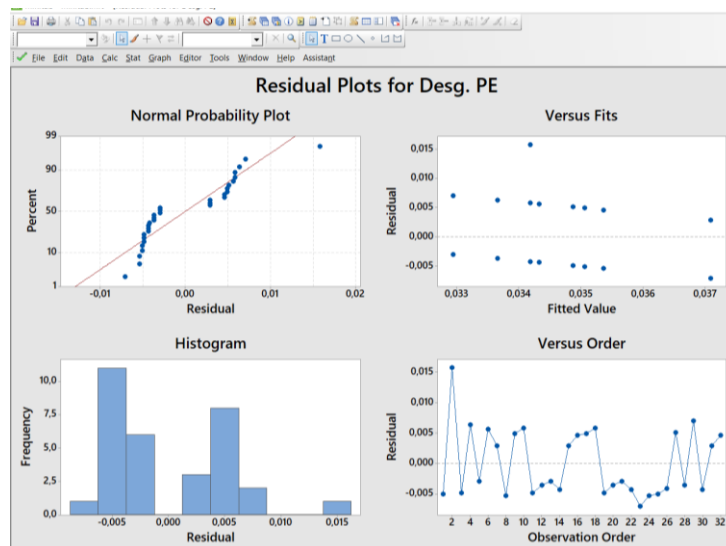 File Edit Data Calc Stat Graph Editor Tools Window Help Assistant
Residual Plots for Desg. PE
Normal Probability Plot
99
90
50
10
1
Percent
-0,01 0,00 0,01 0,02
Residual
Versus Fits
0,015
0,010
0,005
0,000
-0,005
Residual
0,033 0,034 0,035 0,036 0,037
Fitted Value
Histogram
10,0
7,5
5,0
2,5
0,0
Frequency
-0,005 0,000 0,005 0,010 0,015
Residual
Versus Order
0,015
0,010
0,005
0,000
-0,005
Residual
2 4 6 8 10 12 14 16 18 20 22 24 26 28 30 32
Observation Order